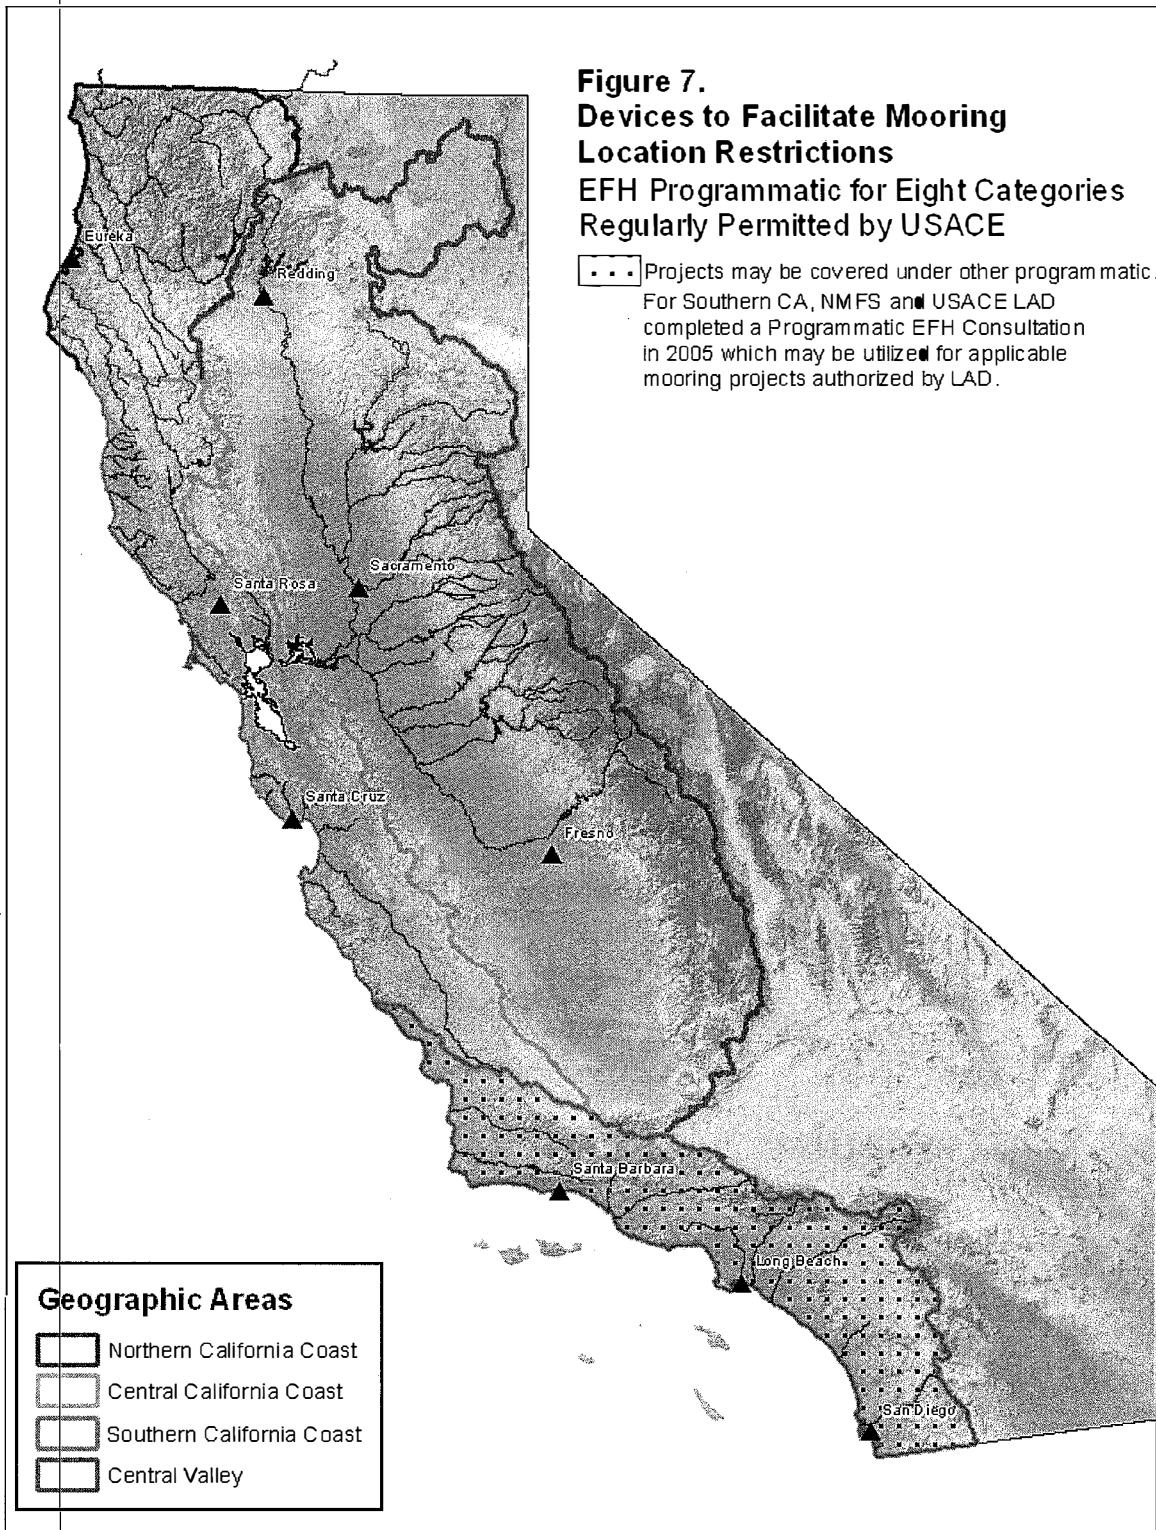 Figure 7.
Devices to Facilitate Mooring
Location Restrictions
EFH Programmatic for Eight Categories
Regularly Permitted by USACE
Projects may be covered under other programmatic.
For Southern CA, NMFS and USACE LAD
completed a Programmatic EFH Consultation
in 2005 which may be utilized for applicable
mooring projects authorized by LAD.
Eureka
Redding
Sacramento
Santa Rosa
Santa Cruz
Fresno
Santa Barbara
Long Beach
San Diego
Geographic Areas
Northern California Coast
Central California Coast
Southern California Coast
Central Valley